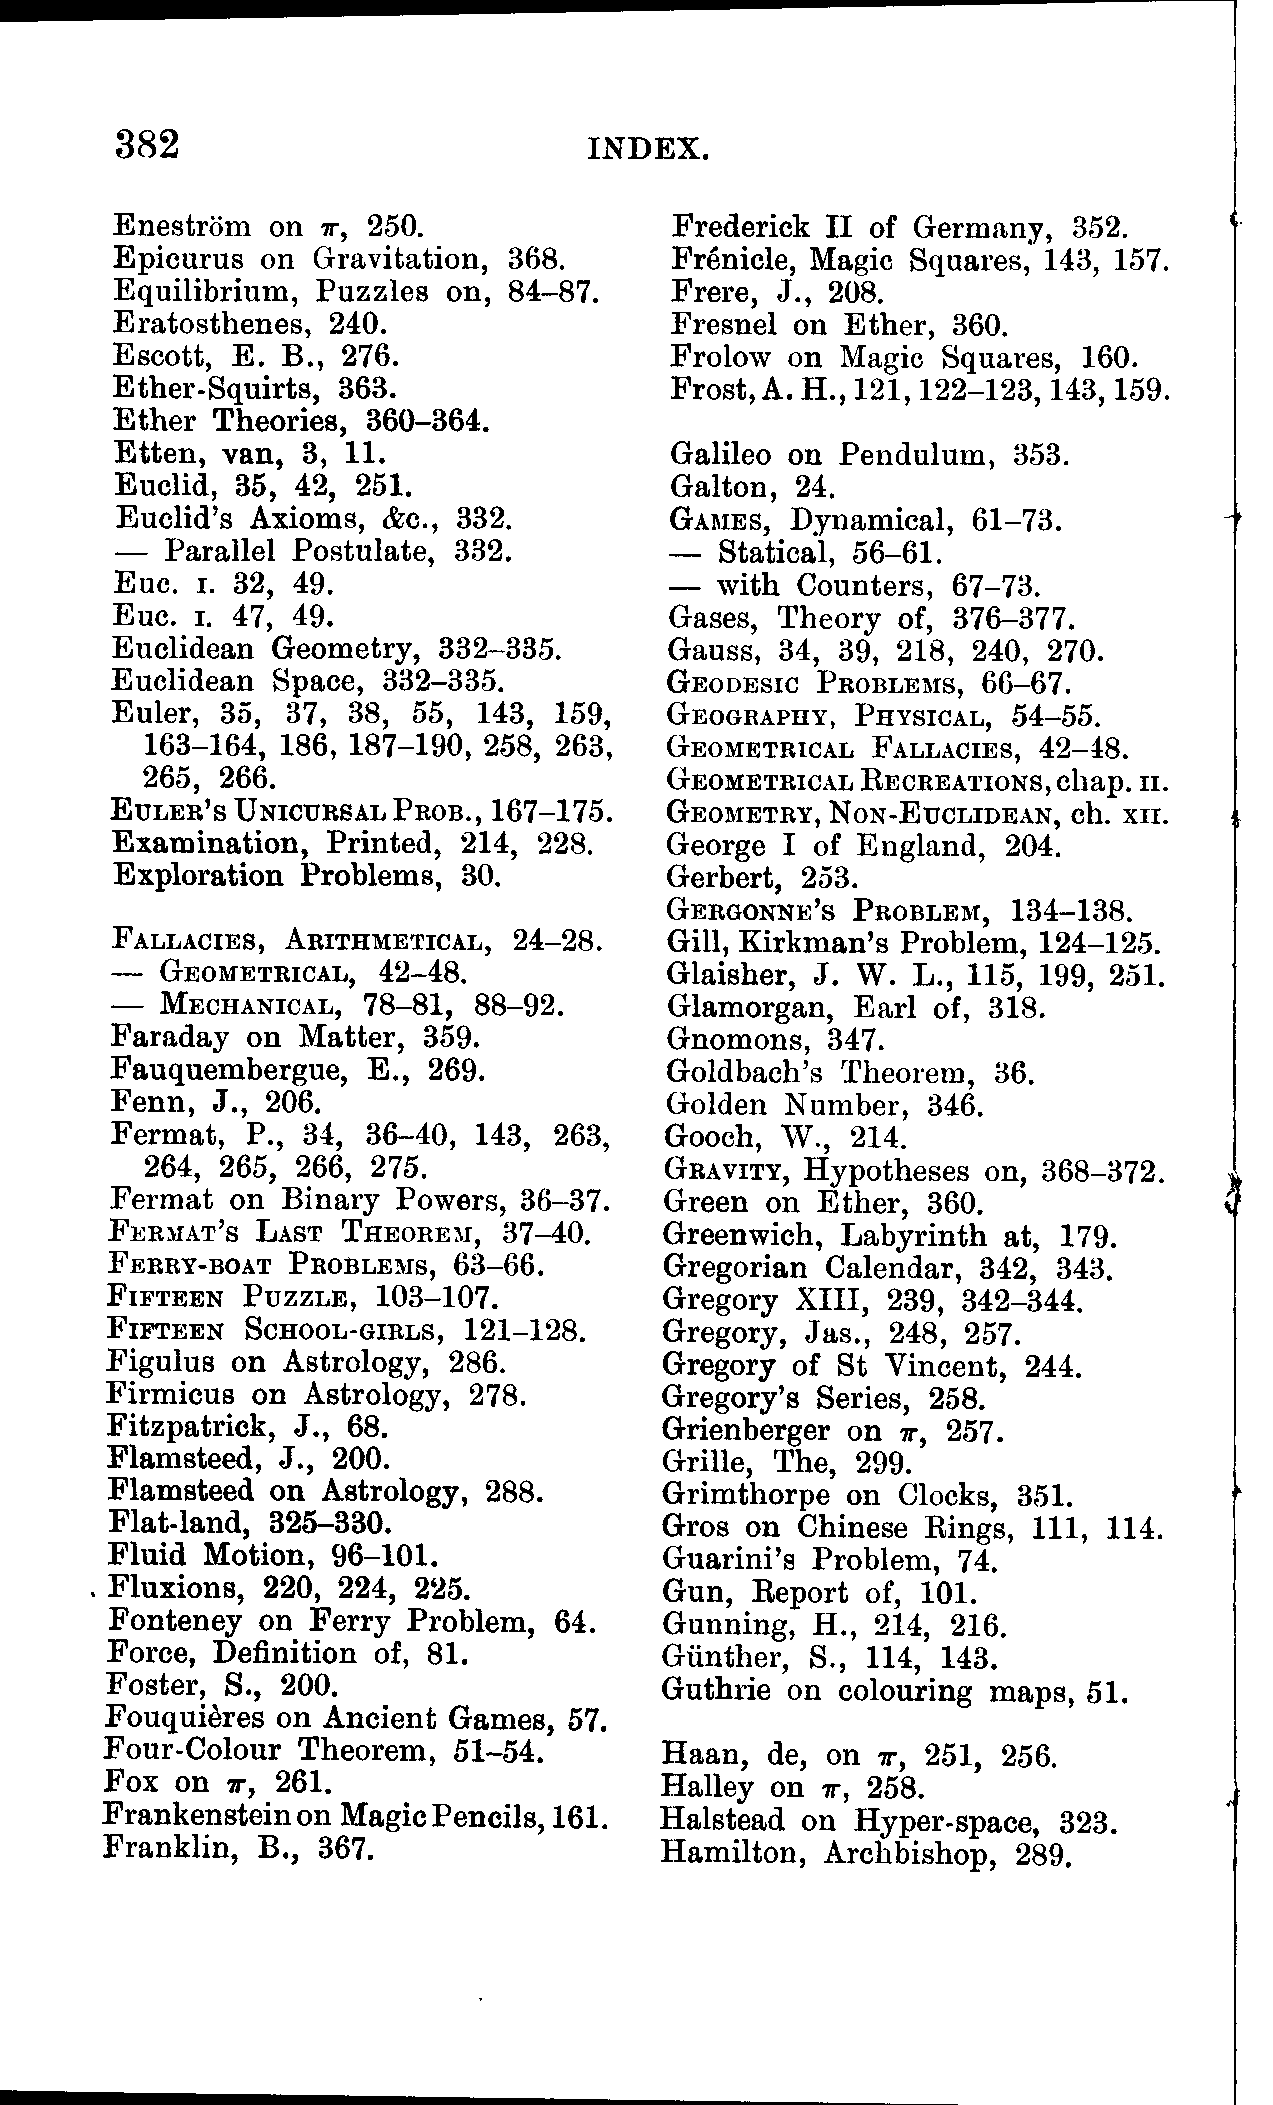 382
INDEX.
Eneström on π, 250.
Epicurus on Gravitation, 368.
Equilibrium, Puzzles on, 84–87.
Eratosthenes, 240.
Escott, E. B., 276.
Ether-Squirts, 363.
Ether Theories, 360–364.
Etten, van, 3, 11.
Euclid, 35, 42, 251.
Euclid's Axioms, &c., 332.
— Parallel Postulate, 332.
Euc. I. 32, 49.
Euc. I. 47, 49.
Euclidean Geometry, 332–335.
Euclidean Space, 332–335.
Euler, 35, 37, 38, 55, 143, 159,
163–164, 186, 187–190, 258, 263,
265, 266.
EULER'S UNICURSAL PROB., 167–175.
Examination, Printed, 214, 228.
Exploration Problems, 30.
FALLACIES, ARITHMETICAL, 24–28.
— GEOMETRICAL, 42–48.
— MECHANICAL, 78–81, 88–92.
Faraday on Matter, 359.
Fauquembergue, E., 269.
Fenn, J., 206.
Fermat, P., 34, 36–40, 143, 263,
264, 265, 266, 275.
Fermat on Binary Powers, 36–37.
FERMAT'S LAST THEOREM, 37–40.
FERRY-BOAT PROBLEMS, 63–66.
FIFTEEN PUZZLE, 103–107.
FIFTEEN SCHOOL-GIRLS, 121–128.
Figulus on Astrology, 286.
Firmicus on Astrology, 278.
Fitzpatrick, J., 68.
Flamsteed, J., 200.
Flamsteed on Astrology, 288.
Flat-land, 325–330.
Fluid Motion, 96–101.
Fluxions, 220, 224, 225.
Fonteney on Ferry Problem, 64.
Force, Definition of, 81.
Foster, S., 200.
Fouquières on Ancient Games, 57.
Four-Colour Theorem, 51–54.
Fox on π, 261.
Frankenstein on Magic Pencils, 161.
Franklin, B., 367.
Frederick II of Germany, 352.
Frénicle, Magic Squares, 143, 157.
Frere, J., 208.
Fresnel on Ether, 360.
Frolow on Magic Squares, 160.
Frost, A. H., 121, 122–123, 143, 159.
Galileo on Pendulum, 353.
Galton, 24.
GAMES, Dynamical, 61–73.
— Statical, 56–61.
— with Counters, 67–73.
Gases, Theory of, 376–377.
Gauss, 34, 39, 218, 240, 270.
GEODESIC PROBLEMS, 66–67.
GEOGRAPHY, PHYSICAL, 54–55.
GEOMETRICAL FALLACIES, 42–48.
GEOMETRICAL RECREATIONS, chap. II.
GEOMETRY, NON-EUCLIDEAN, ch. XII.
George I of England, 204.
Gerbert, 253.
GERGONNE'S PROBLEM, 134–138.
Gill, Kirkman's Problem, 124–125.
Glaisher, J. W. L., 115, 199, 251.
Glamorgan, Earl of, 318.
Gnomons, 347.
Goldbach's Theorem, 36.
Golden Number, 346.
Gooch, W., 214.
GRAVITY, Hypotheses on, 368–372.
Green on Ether, 360.
Greenwich, Labyrinth at, 179.
Gregorian Calendar, 342, 343.
Gregory XIII, 239, 342–344.
Gregory, Jas., 248, 257.
Gregory of St Vincent, 244.
Gregory's Series, 258.
Grienberger on π, 257.
Grille, The, 299.
Grimthorpe on Clocks, 351.
Gros on Chinese Rings, 111, 114.
Guarini's Problem, 74.
Gun, Report of, 101.
Gunning, H., 214, 216.
Günther, S., 114, 143.
Guthrie on colouring maps, 51.
Haan, de, on π, 251, 256.
Halley on π, 258.
Halstead on Hyper-space, 323.
Hamilton, Archbishop, 289.